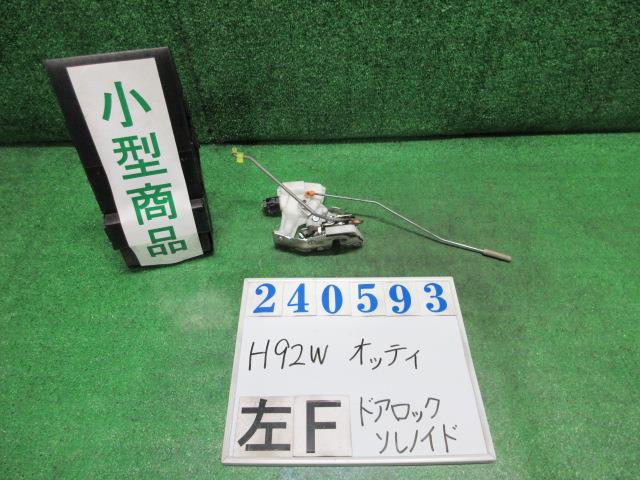 小型商品
240593
H92W オッティ
左F ドアロック
ソレノイド